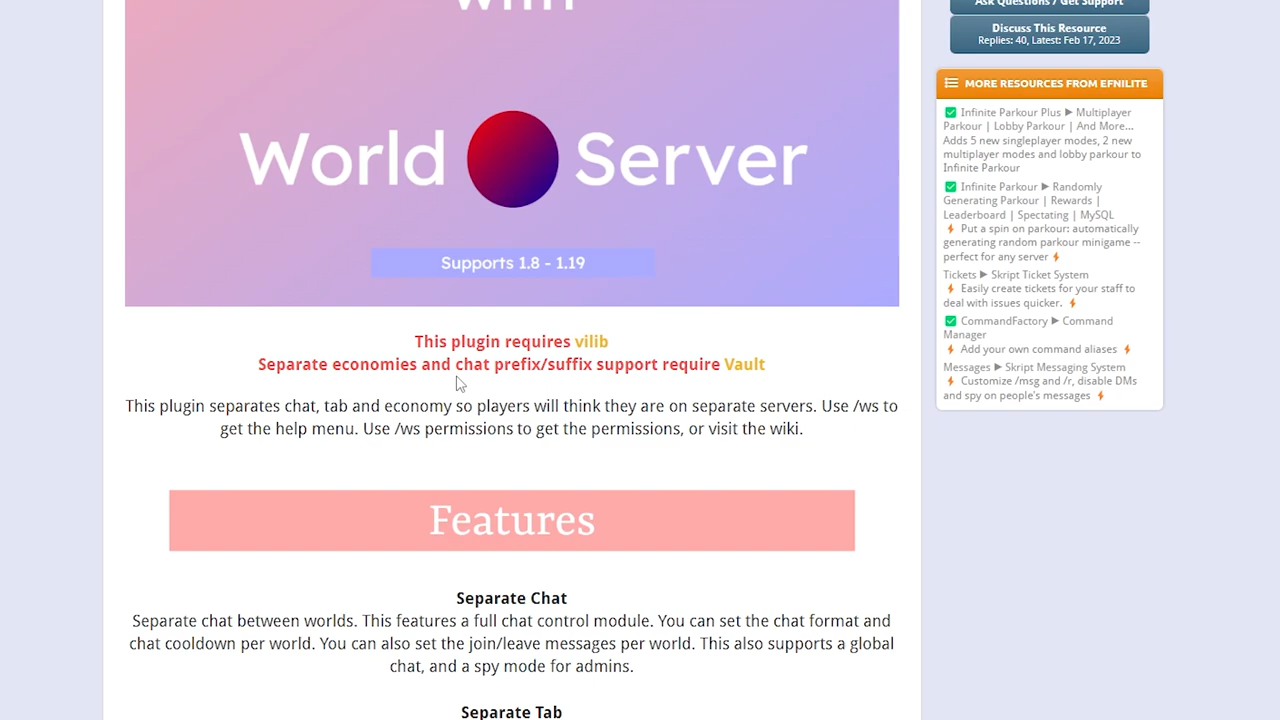 with
World Server
Supports 1.8 - 1.19
This plugin requires vilib
Separate economies and chat prefix/suffix support require Vault
This plugin separates chat, tab and economy so players will think they are on separate servers. Use /ws to
get the help menu. Use /ws permissions to get the permissions, or visit the wiki.
Features
Separate Chat
Separate chat between worlds. This features a full chat control module. You can set the chat format and
chat cooldown per world. You can also set the join/leave messages per world. This also supports a global
chat, and a spy mode for admins.
Separate Tab
Ask Questions / Get Support
Discuss This Resource
Replies: 40, Latest: Feb 17, 2023
MORE RESOURCES FROM EFNILITE
✅ Infinite Parkour Plus ► Multiplayer
Parkour | Lobby Parkour | And More...
Adds 5 new singleplayer modes, 2 new
multiplayer modes and lobby parkour to
Infinite Parkour
✅ Infinite Parkour ► Randomly
Generating Parkour | Rewards |
Leaderboard | Spectating | MySQL
⚡ Put a spin on parkour: automatically
generating random parkour minigame --
perfect for any server ⚡
Tickets ► Skript Ticket System
⚡ Easily create tickets for your staff to
deal with issues quicker. ⚡
✅ CommandFactory ► Command
Manager
⚡ Add your own command aliases ⚡
Messages ► Skript Messaging System
⚡ Customize /msg and /r, disable DMs
and spy on people's messages ⚡